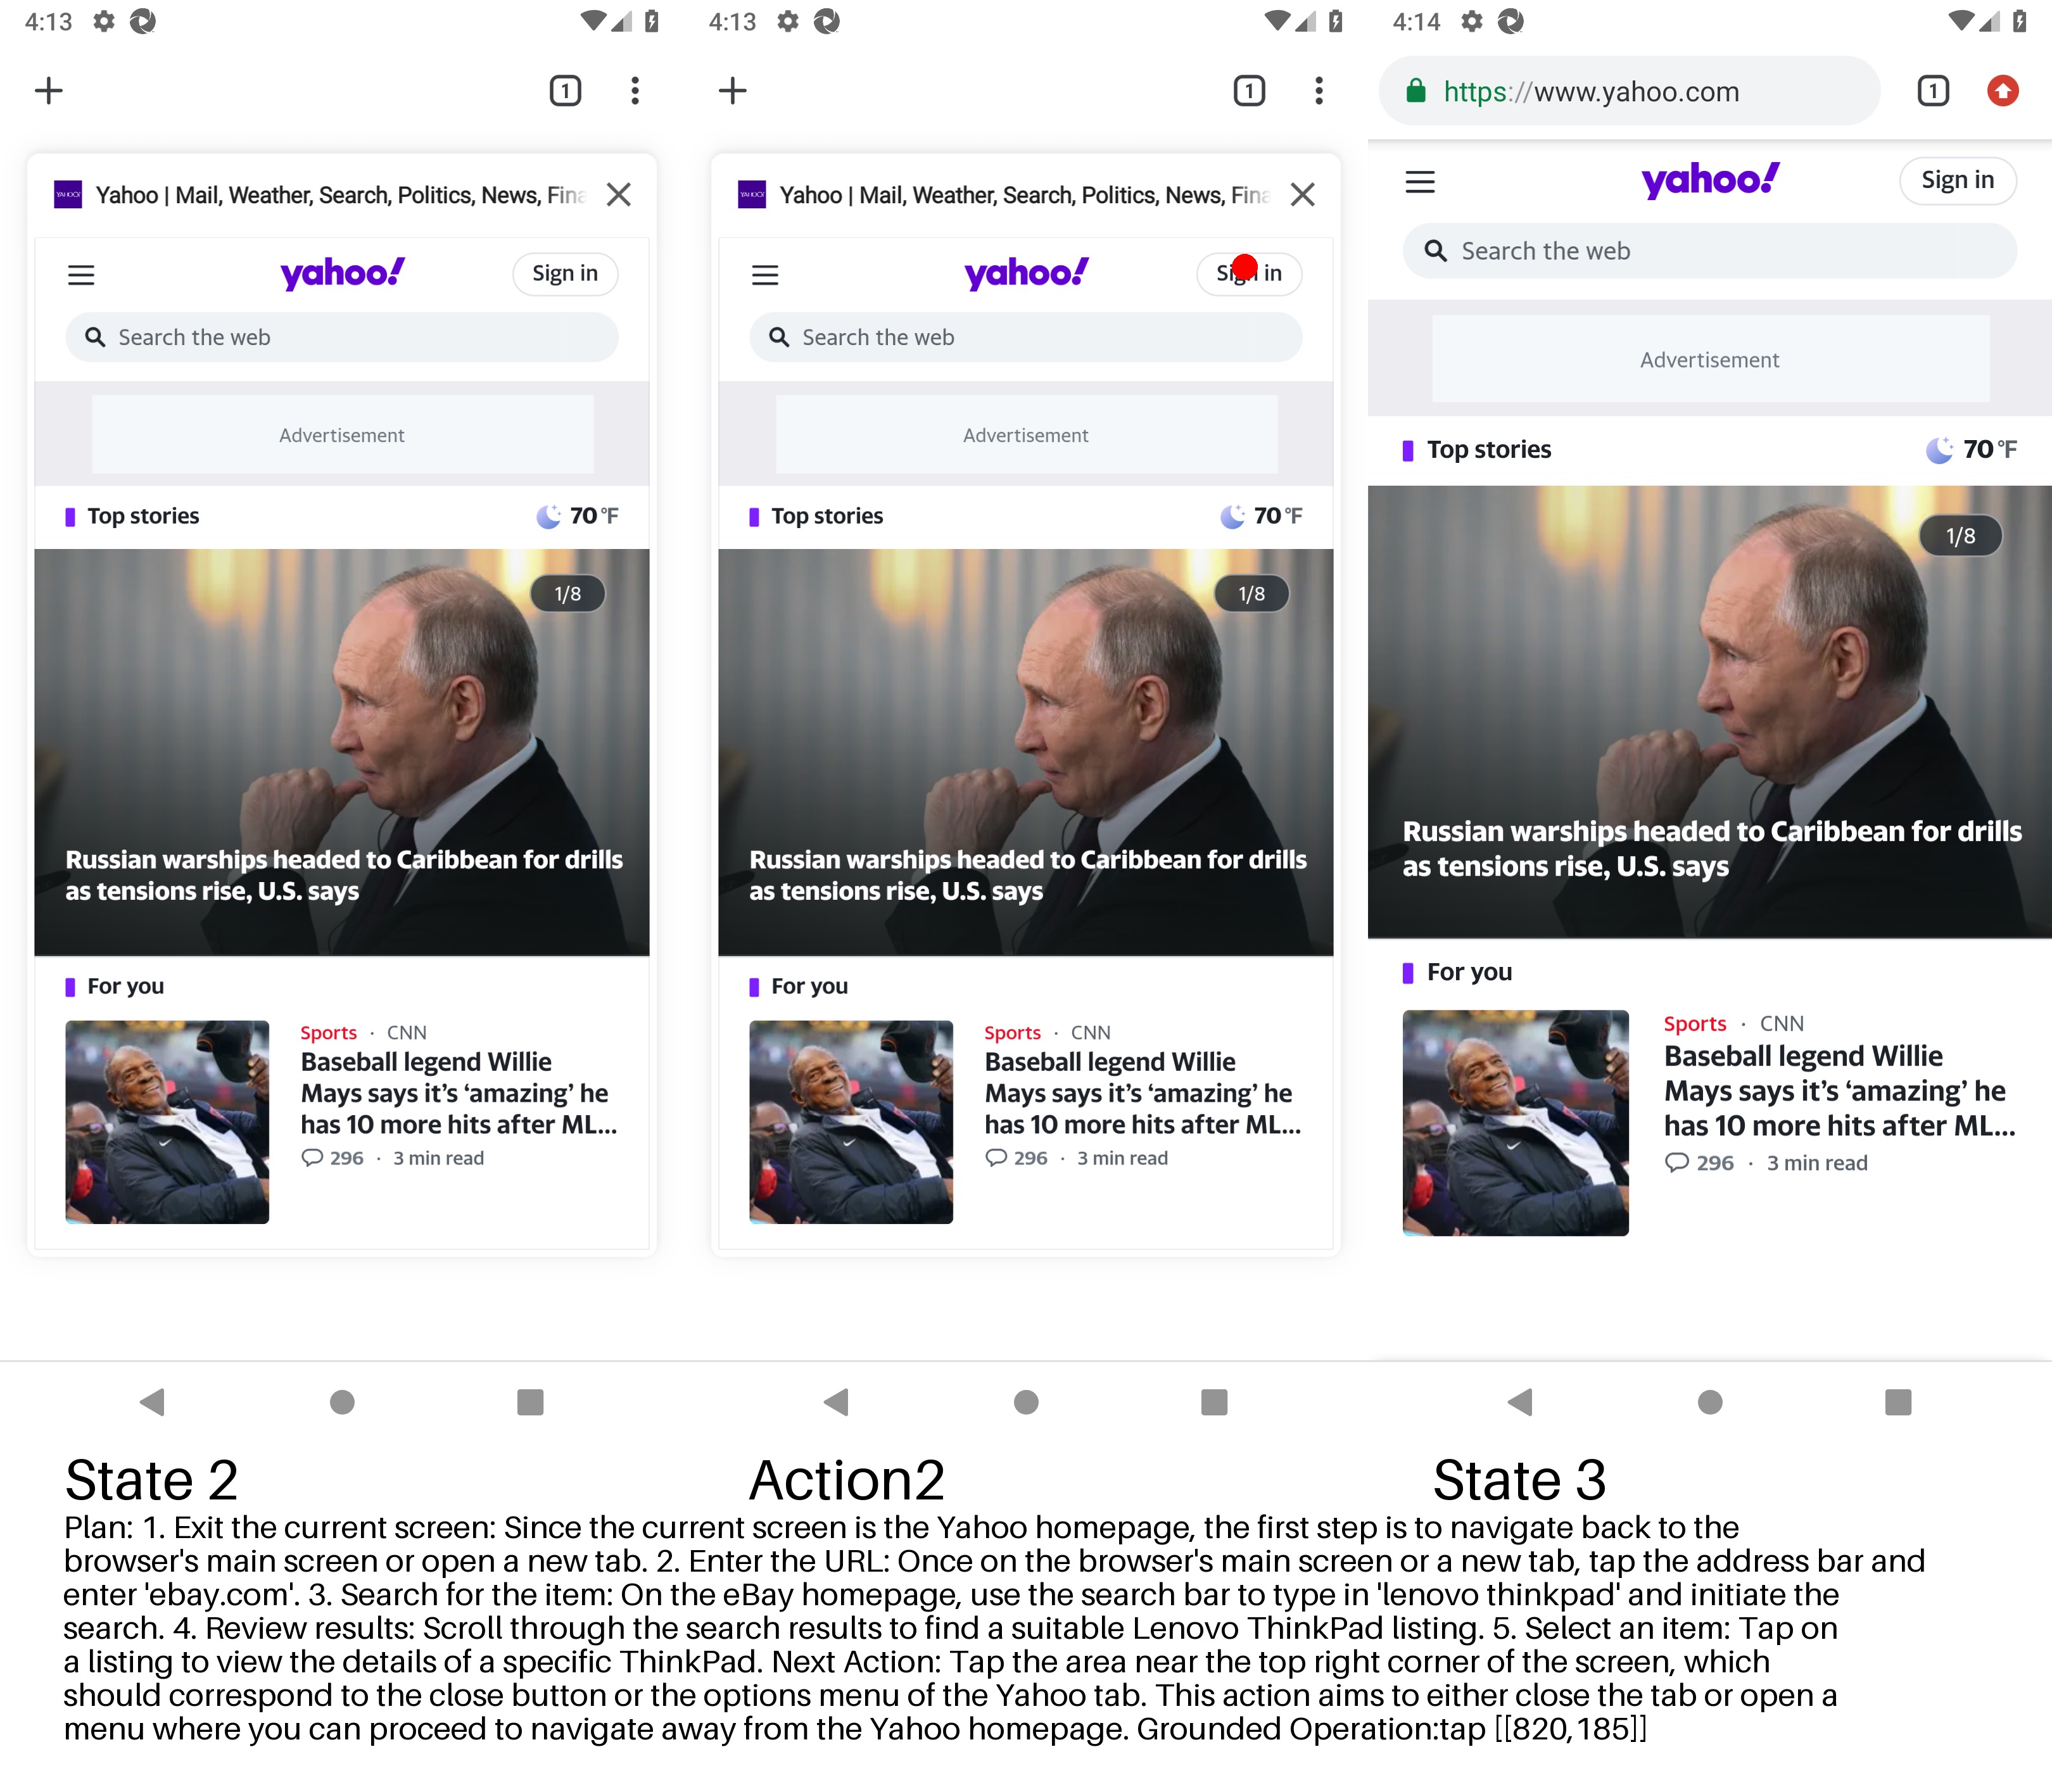 4:13
1
YAHOO!
Yahoo | Mail, Weather, Search, Politics, News, Fina
yahoo!
Sign in
Search the web
Advertisement
Top stories
70 °F
1/8
Russian warships headed to Caribbean for drills
as tensions rise, U.S. says
For you
Sports · CNN
Baseball legend Willie
Mays says it's 'amazing' he
has 10 more hits after ML...
296 · 3 min read
4:13
1
YAHOO!
Yahoo | Mail, Weather, Search, Politics, News, Fina
yahoo!
Sign in
Search the web
Advertisement
Top stories
70 °F
1/8
Russian warships headed to Caribbean for drills
as tensions rise, U.S. says
For you
Sports · CNN
Baseball legend Willie
Mays says it's 'amazing' he
has 10 more hits after ML...
296 · 3 min read
4:14
https://www.yahoo.com
1
yahoo!
Sign in
Search the web
Advertisement
Top stories
70 °F
1/8
Russian warships headed to Caribbean for drills
as tensions rise, U.S. says
For you
Sports · CNN
Baseball legend Willie
Mays says it's 'amazing' he
has 10 more hits after ML...
296 · 3 min read
State 2
Action2
State 3
Plan: 1. Exit the current screen: Since the current screen is the Yahoo homepage, the first step is to navigate back to the
browser's main screen or open a new tab. 2. Enter the URL: Once on the browser's main screen or a new tab, tap the address bar and
enter 'ebay.com'. 3. Search for the item: On the eBay homepage, use the search bar to type in 'lenovo thinkpad' and initiate the
search. 4. Review results: Scroll through the search results to find a suitable Lenovo ThinkPad listing. 5. Select an item: Tap on
a listing to view the details of a specific ThinkPad. Next Action: Tap the area near the top right corner of the screen, which
should correspond to the close button or the options menu of the Yahoo tab. This action aims to either close the tab or open a
menu where you can proceed to navigate away from the Yahoo homepage. Grounded Operation:tap [[820,185]]